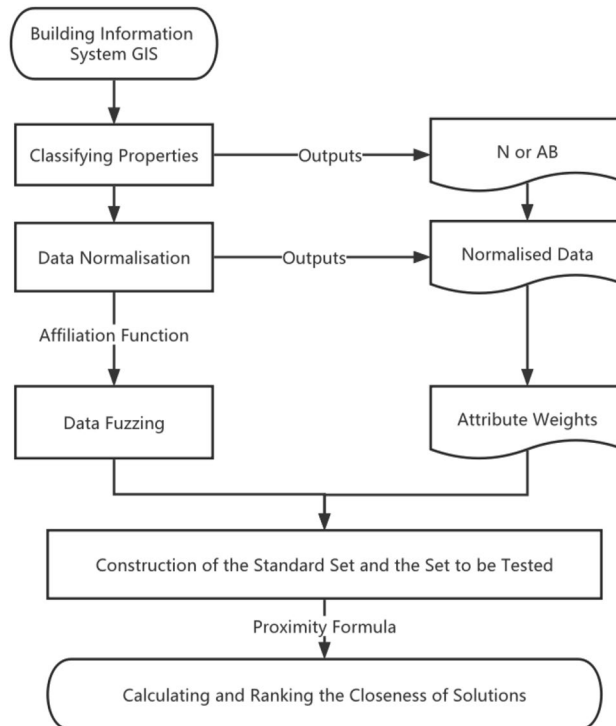 Building Information
System GIS
Classifying Properties
Outputs
N or AB
Data Normalisation
Outputs
Normalised Data
Affiliation Function
Data Fuzzing
Attribute Weights
Construction of the Standard Set and the Set to be Tested
Proximity Formula
Calculating and Ranking the Closeness of Solutions